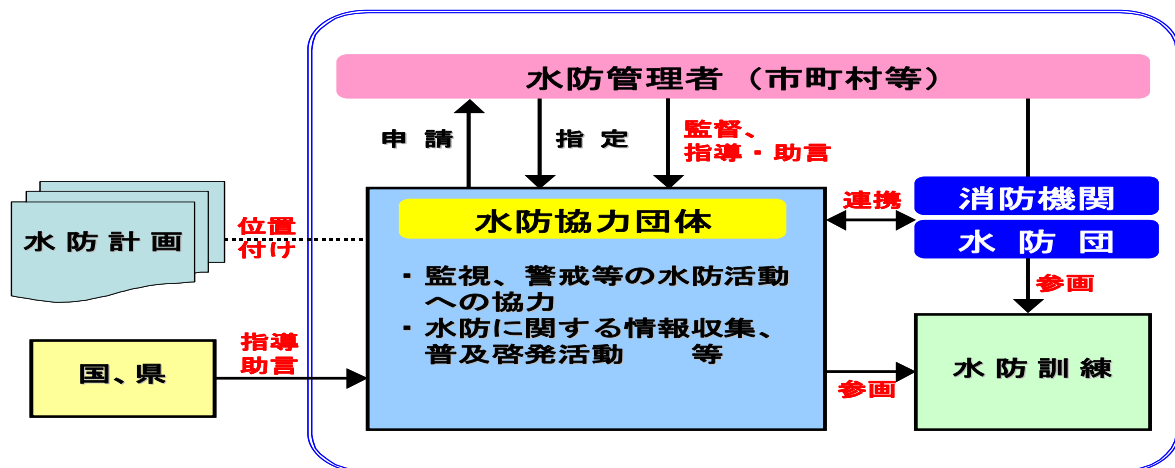 水防管理者（市町村等）
申請
指定
監督、
指導・助言
水防計画
位置
付け
水防協力団体
連携
消防機関
水防団
・監視、警戒等の水防活動
への協力
・水防に関する情報収集、
普及啓発活動　　等
参画
国、県
指導
助言
参画
水防訓練